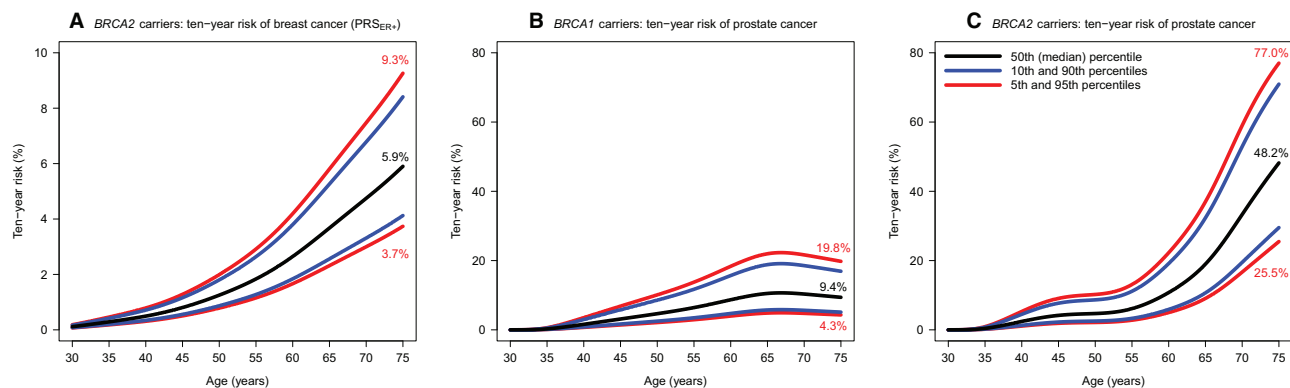 A BRCA2 carriers: ten−year risk of breast cancer (PRSER+)
10
8
6
4
2
0
Ten−year risk (%)
9.3%
5.9%
3.7%
30 35 40 45 50 55 60 65 70 75
Age (years)
B BRCA1 carriers: ten−year risk of prostate cancer
80
60
40
20
0
Ten−year risk (%)
19.8%
9.4%
4.3%
30 35 40 45 50 55 60 65 70 75
Age (years)
C BRCA2 carriers: ten−year risk of prostate cancer
80
60
40
20
0
Ten−year risk (%)
50th (median) percentile
10th and 90th percentiles
5th and 95th percentiles
77.0%
48.2%
25.5%
30 35 40 45 50 55 60 65 70 75
Age (years)